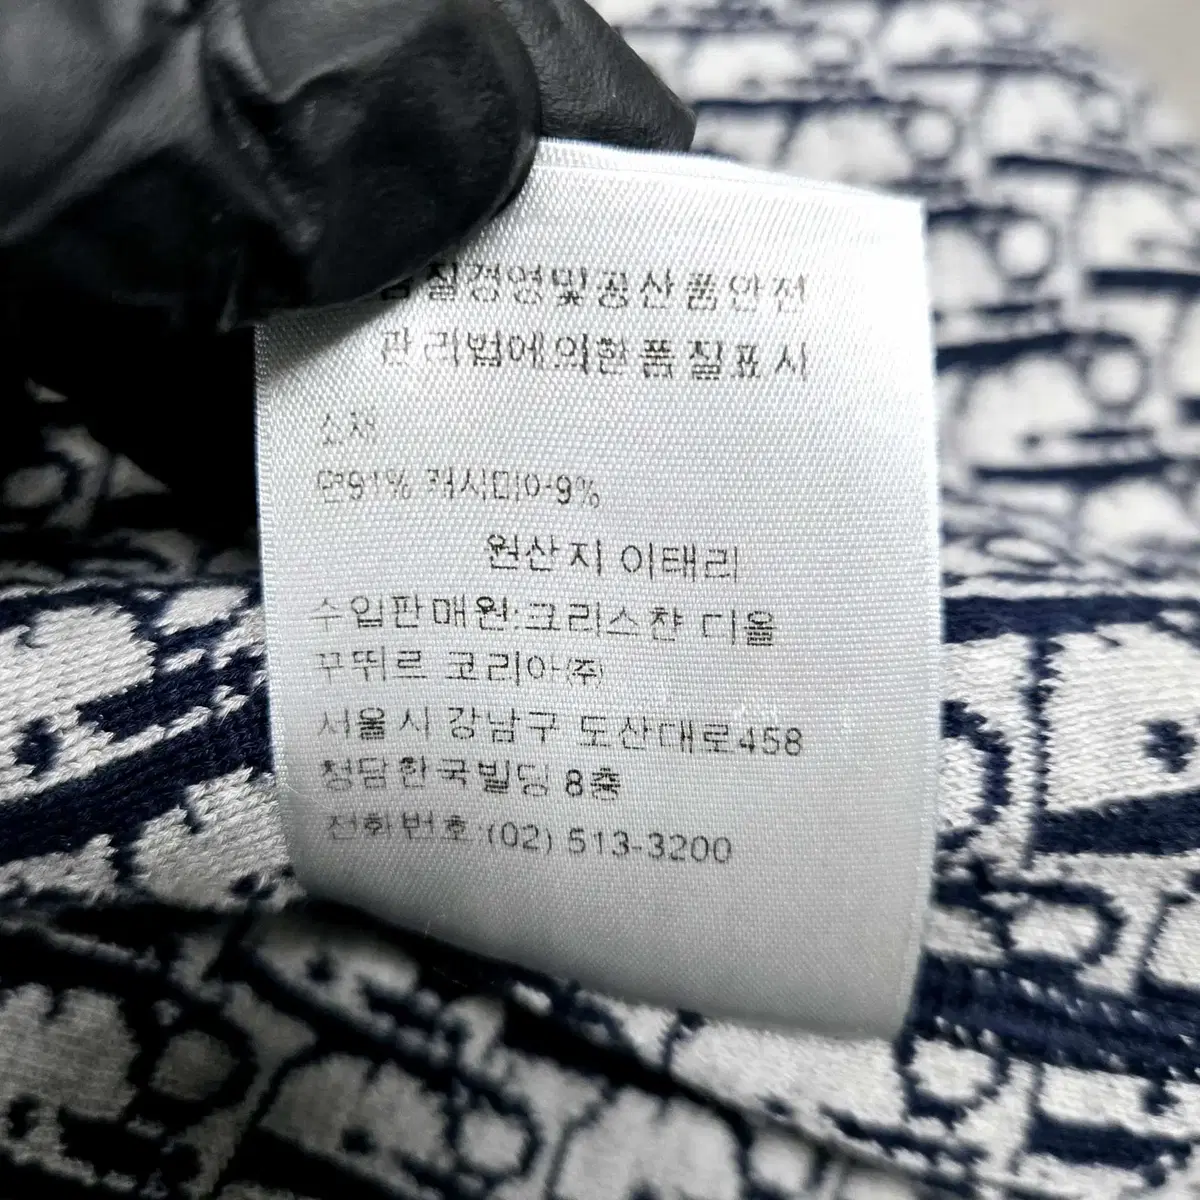 품질경영및공산품안전
관리법에의한품질표시
소재
면91% 캐시미어9%
원산지 이태리
수입판매원:크리스챤 디올
꾸뛰르 코리아(주)
서울시 강남구 도산대로458
청담한국빌딩 8층
전화번호:(02) 513-3200